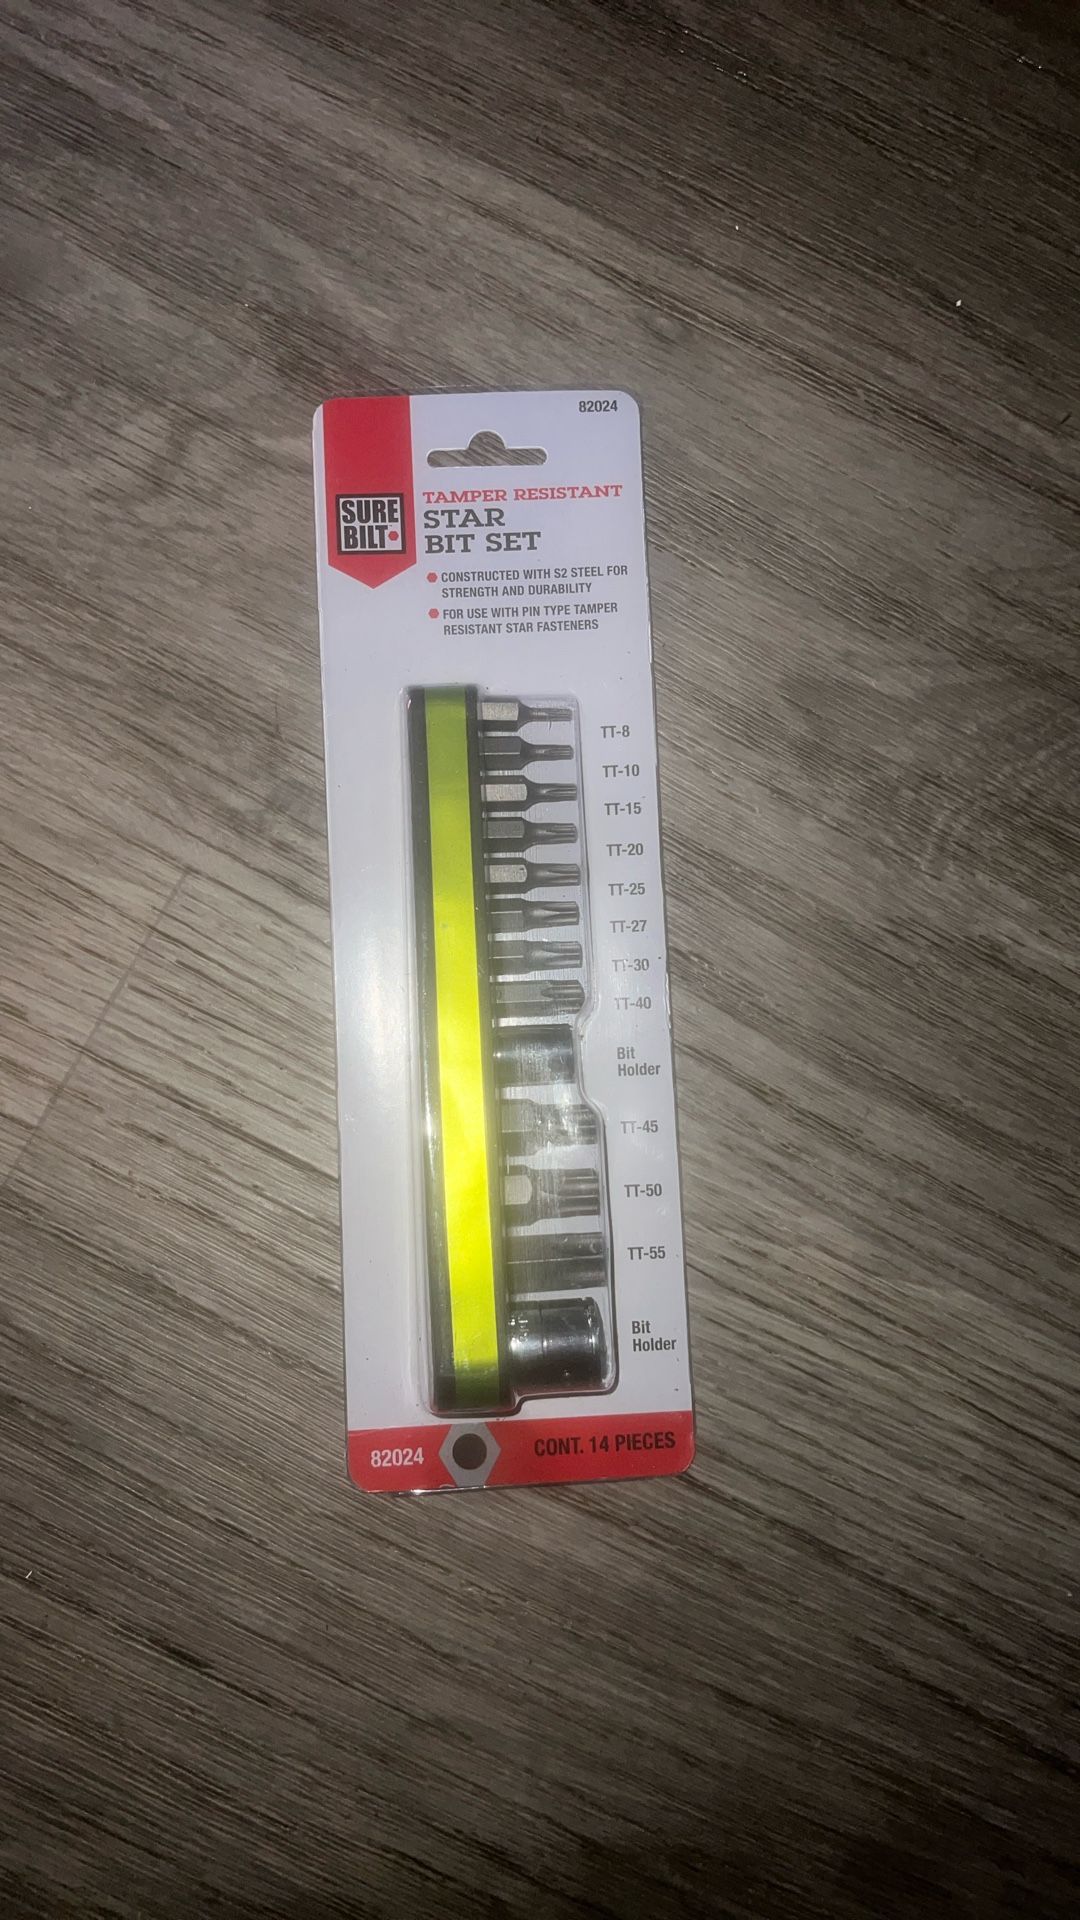 82024
SURE
BILT
TAMPER RESISTANT
STAR
BIT SET
CONSTRUCTED WITH S2 STEEL FOR
STRENGTH AND DURABILITY
FOR USE WITH PIN TYPE TAMPER
RESISTANT STAR FASTENERS
TT-8
TT-10
TT-15
TT-20
TT-25
TT-27
TT-30
TT-40
Bit
Holder
TT-45
TT-50
TT-55
Bit
Holder
82024
CONT. 14 PIECES